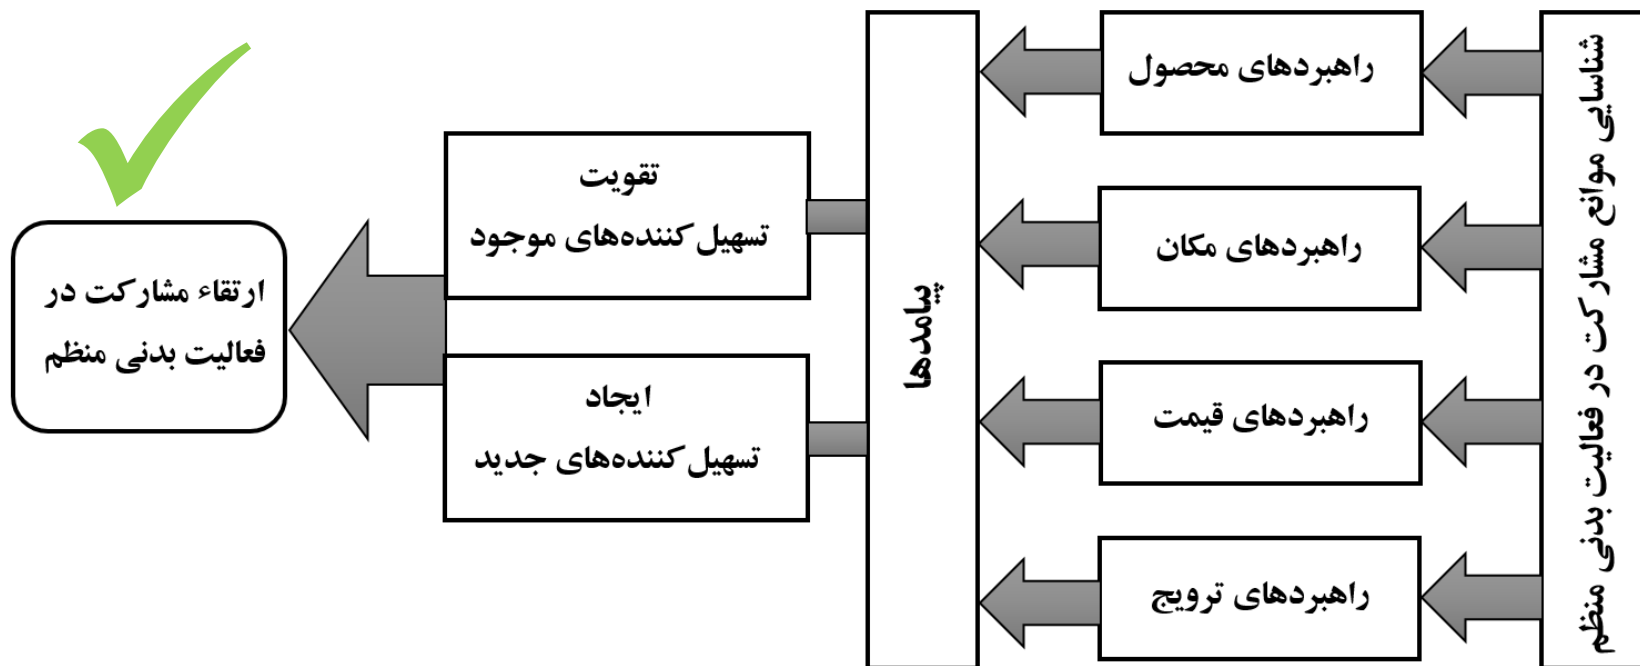 شناسایی موانع مشارکت در فعالیت بدنی منظم
راهبردهای محصول
راهبردهای مکان
راهبردهای قیمت
راهبردهای ترویج
پیامدها
تقویت
تسهیل‌کننده‌های موجود
ایجاد
تسهیل‌کننده‌های جدید
ارتقاء مشارکت در
فعالیت بدنی منظم